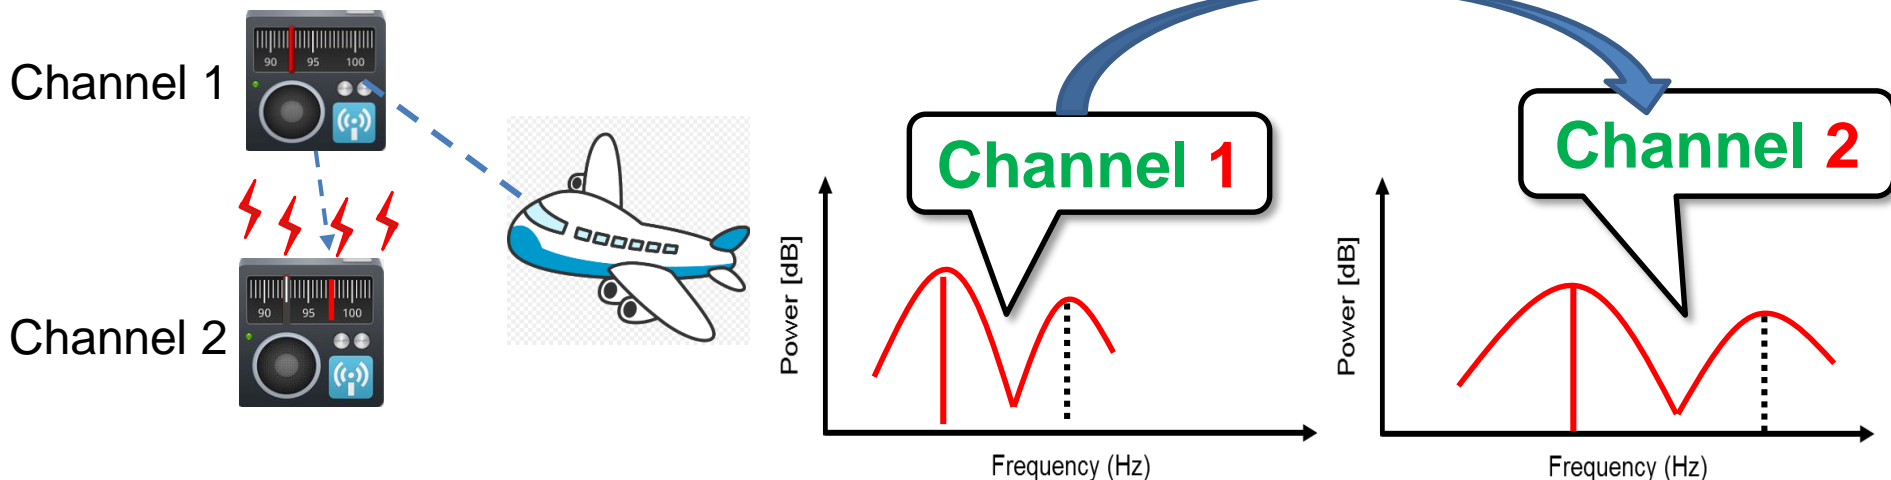 Channel 1
90 95 100
Channel 2
90 95 100
Channel 1
Power [dB]
Frequency (Hz)
Channel 2
Power [dB]
Frequency (Hz)